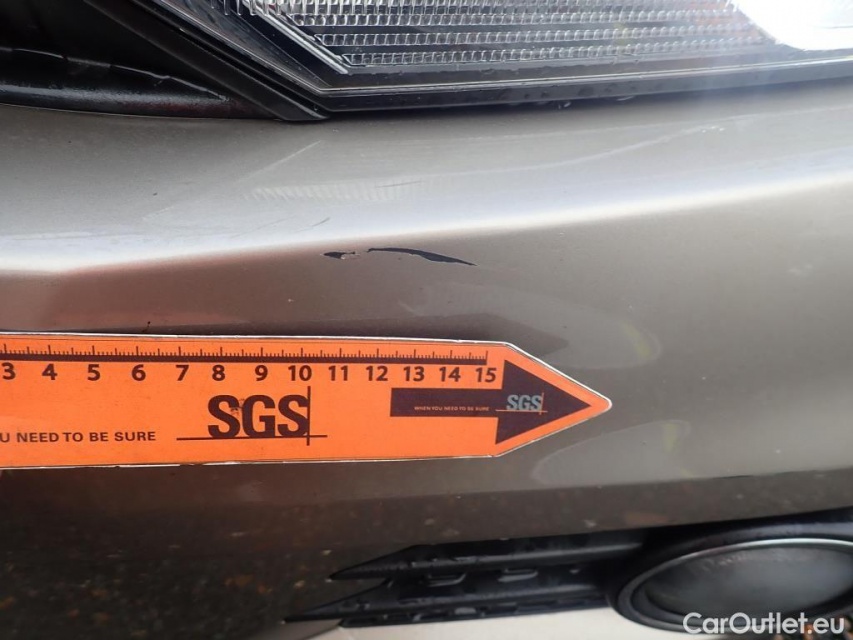 3 4 5 6 7 8 9 10 11 12 13 14 15
SGS
WHEN YOU NEED TO BE SURE SGS
U NEED TO BE SURE
CarOutlet.eu